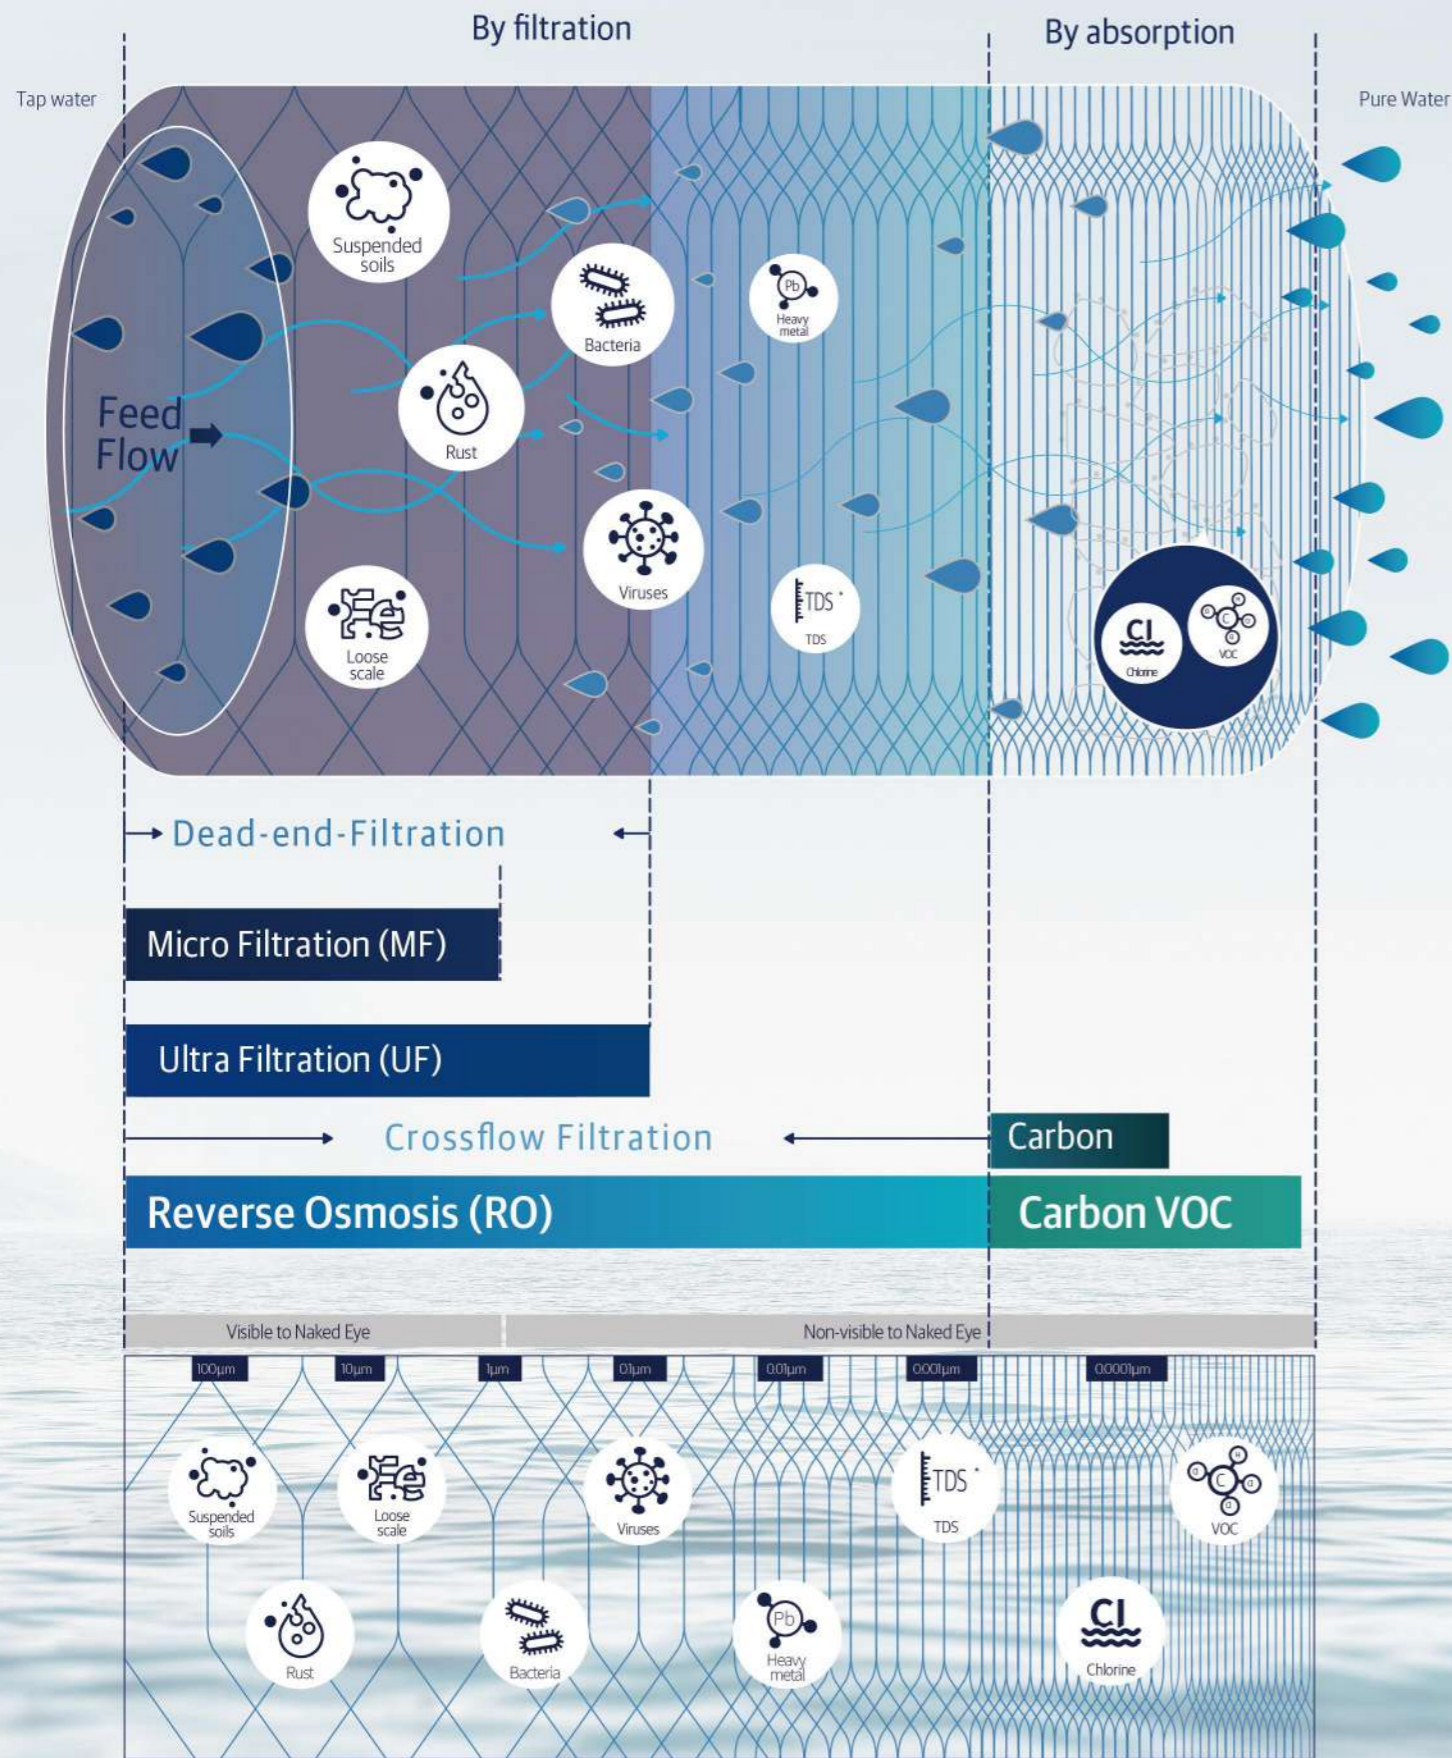 By filtration
By absorption
Tap water
Pure Water
Suspended
soils
Bacteria
Pb
Heavy
metal
Feed
Flow
Rust
Viruses
TDS *
TDS
Fe
Loose
scale
Cl
Chlorine
C
VOC
Dead-end-Filtration
Micro Filtration (MF)
Ultra Filtration (UF)
Crossflow Filtration
Carbon
Reverse Osmosis (RO)
Carbon VOC
Visible to Naked Eye
Non-visible to Naked Eye
100µm
10µm
1µm
0.1µm
0.01µm
0.001µm
0.0001µm
Suspended
soils
Fe
Loose
scale
Viruses
TDS *
TDS
C
VOC
Rust
Bacteria
Pb
Heavy
metal
Cl
Chlorine